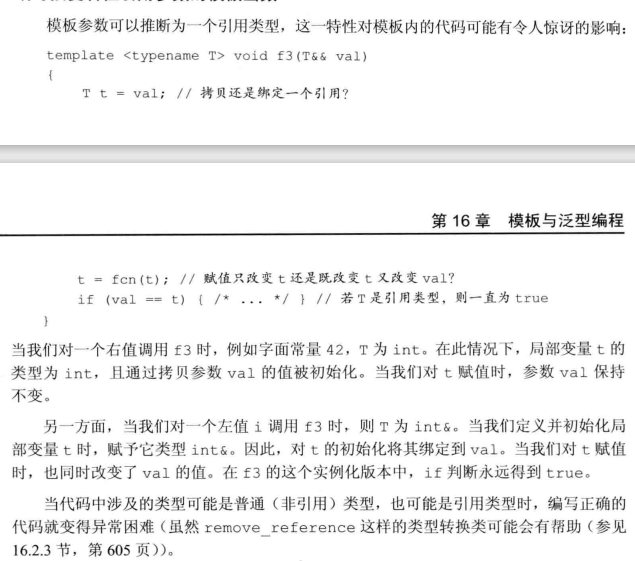 模板参数可以推断为一个引用类型，这一特性对模板内的代码可能有令人惊讶的影响：
template <typename T> void f3(T&& val)
{
T t = val; // 拷贝还是绑定一个引用？
第 16 章 模板与泛型编程
t = fcn(t); // 赋值只改变 t 还是既改变 t 又改变 val?
if (val == t) { /* ... */ } // 若 T 是引用类型，则一直为 true
}
当我们对一个右值调用 f3 时，例如字面常量 42，T 为 int。在此情况下，局部变量 t 的
类型为 int，且通过拷贝参数 val 的值被初始化。当我们对 t 赋值时，参数 val 保持
不变。
另一方面，当我们对一个左值 i 调用 f3 时，则 T 为 int&。当我们定义并初始化局
部变量 t 时，赋予它类型 int&。因此，对 t 的初始化将其绑定到 val。当我们对 t 赋值
时，也同时改变了 val 的值。在 f3 的这个实例化版本中，if 判断永远得到 true。
当代码中涉及的类型可能是普通（非引用）类型，也可能是引用类型时，编写正确的
代码就变得异常困难（虽然 remove_reference 这样的类型转换类可能会有帮助（参见
16.2.3 节，第 605 页））。